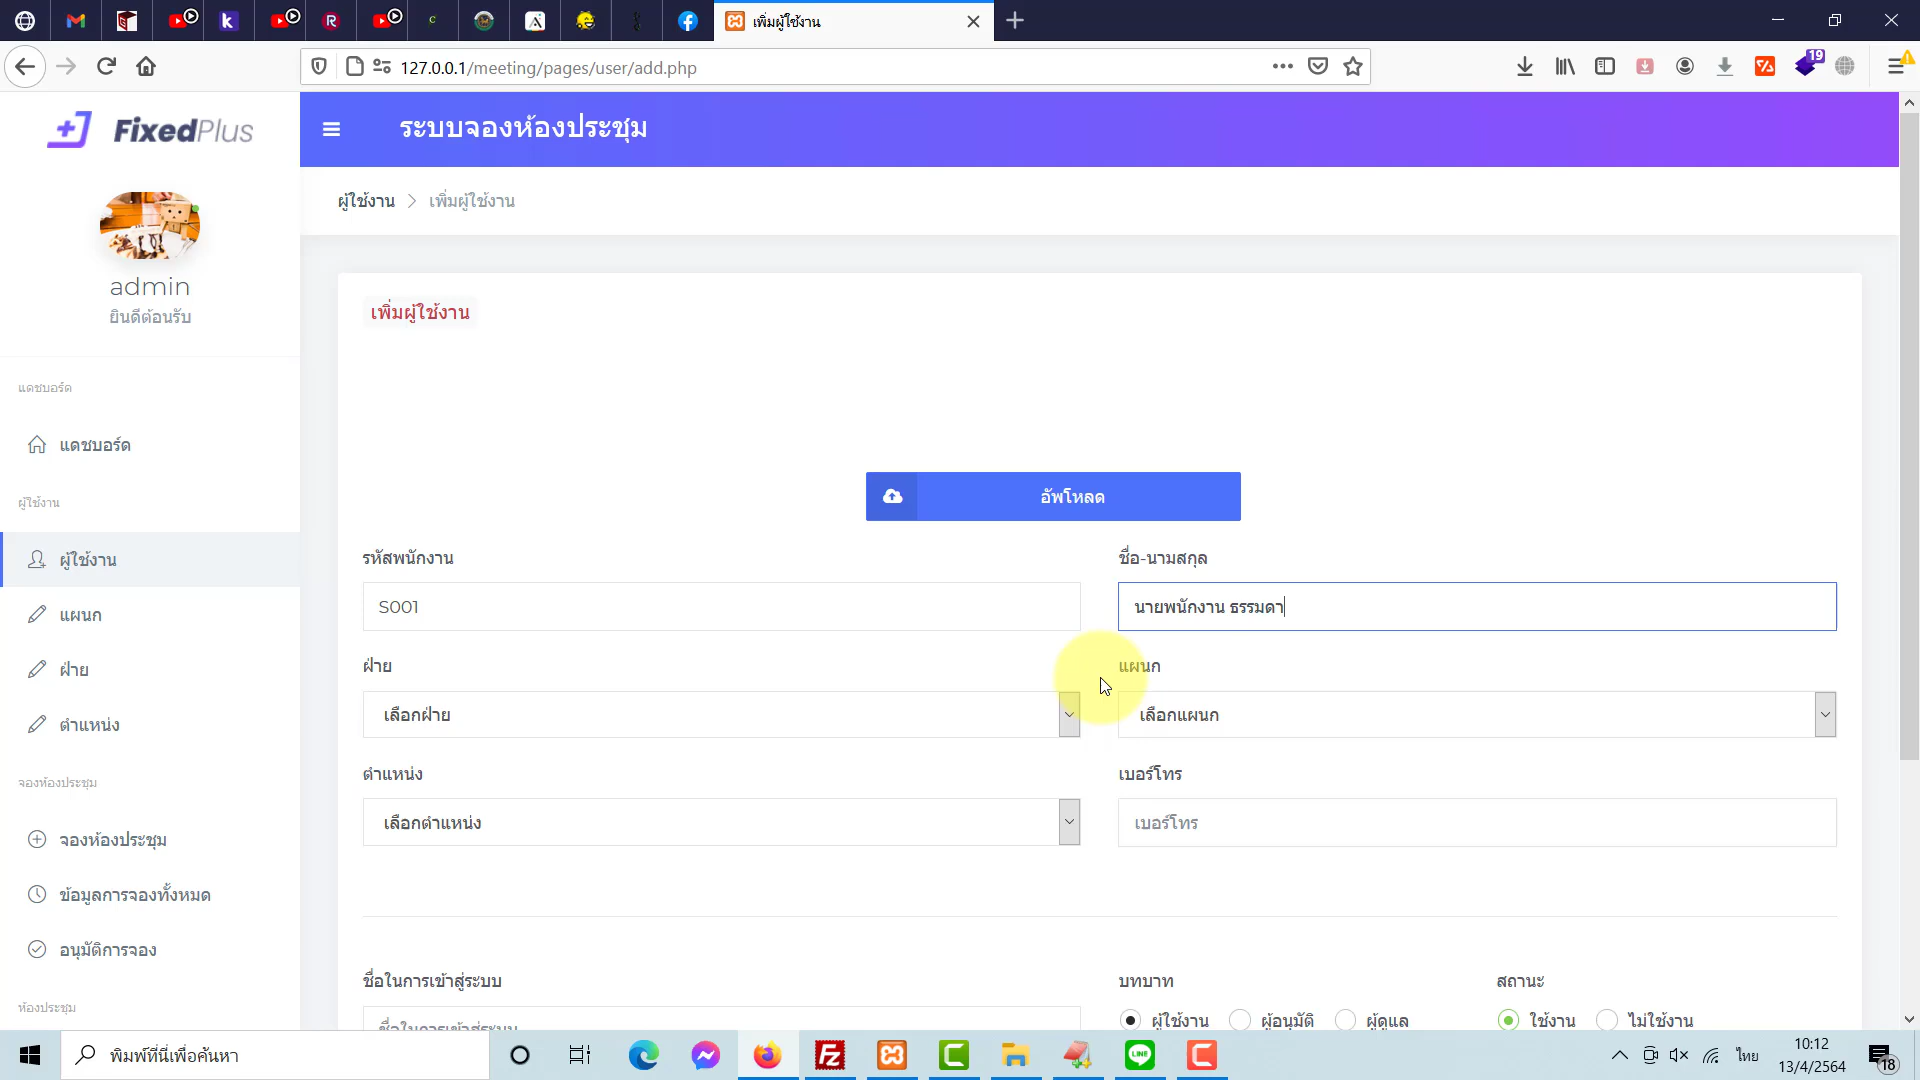 เพิ่มผู้ใช้งาน
127.0.0.1/meeting/pages/user/add.php
19
FixedPlus
ระบบจองห้องประชุม
ผู้ใช้งาน
เพิ่มผู้ใช้งาน
admin
ยินดีต้อนรับ
เพิ่มผู้ใช้งาน
แดชบอร์ด
แดชบอร์ด
ผู้ใช้งาน
ผู้ใช้งาน
แผนก
ฝ่าย
ตำแหน่ง
จองห้องประชุม
จองห้องประชุม
ข้อมูลการจองทั้งหมด
อนุมัติการจอง
ห้องประชุม
อัพโหลด
รหัสพนักงาน
S001
ชื่อ-นามสกุล
นายพนักงาน ธรรมดา
ฝ่าย
เลือกฝ่าย
แผนก
เลือกแผนก
ตำแหน่ง
เลือกตำแหน่ง
เบอร์โทร
เบอร์โทร
ชื่อในการเข้าสู่ระบบ
ชื่อในการเข้าสู่ระบบ
บทบาท
ผู้ใช้งาน ผู้อนุมัติ ผู้ดูแล
สถานะ
ใช้งาน ไม่ใช้งาน
พิมพ์ที่นี่เพื่อค้นหา
ไทย
10:12
13/4/2564
18